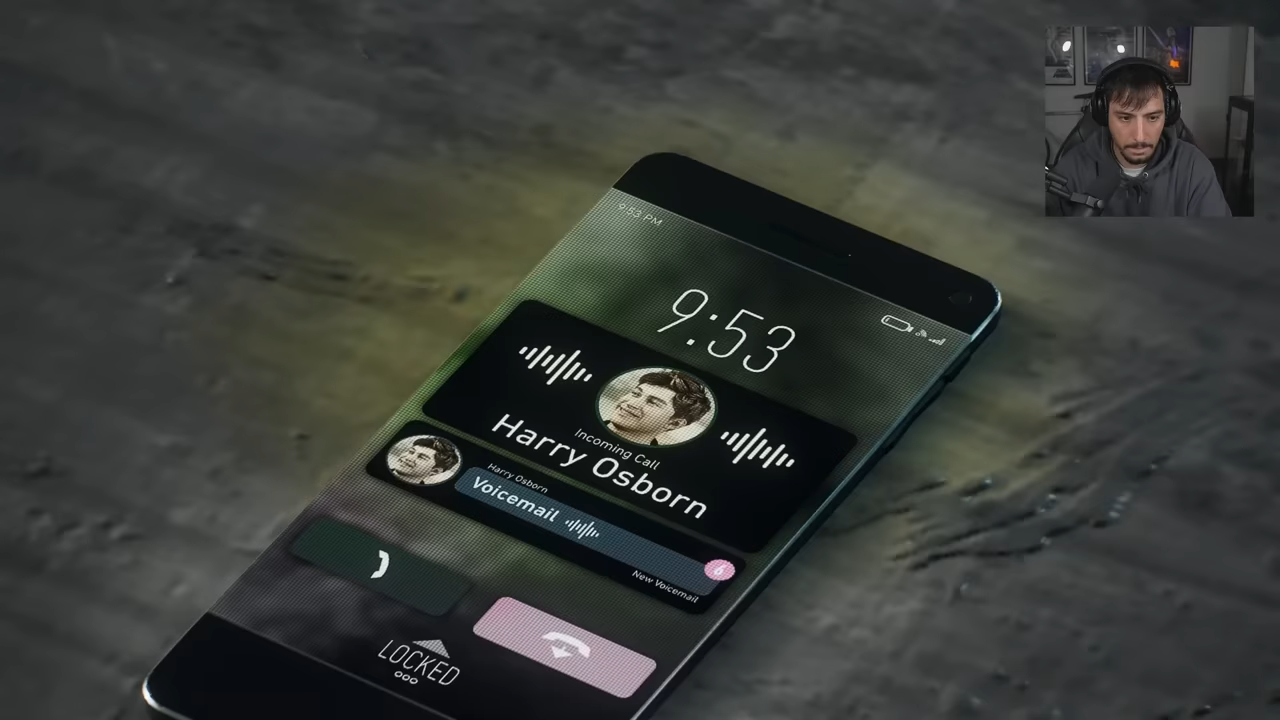 9:53 PM
9:53
Incoming Call
Harry Osborn
Harry Osborn
Voicemail
6
New Voicemail
LOCKED